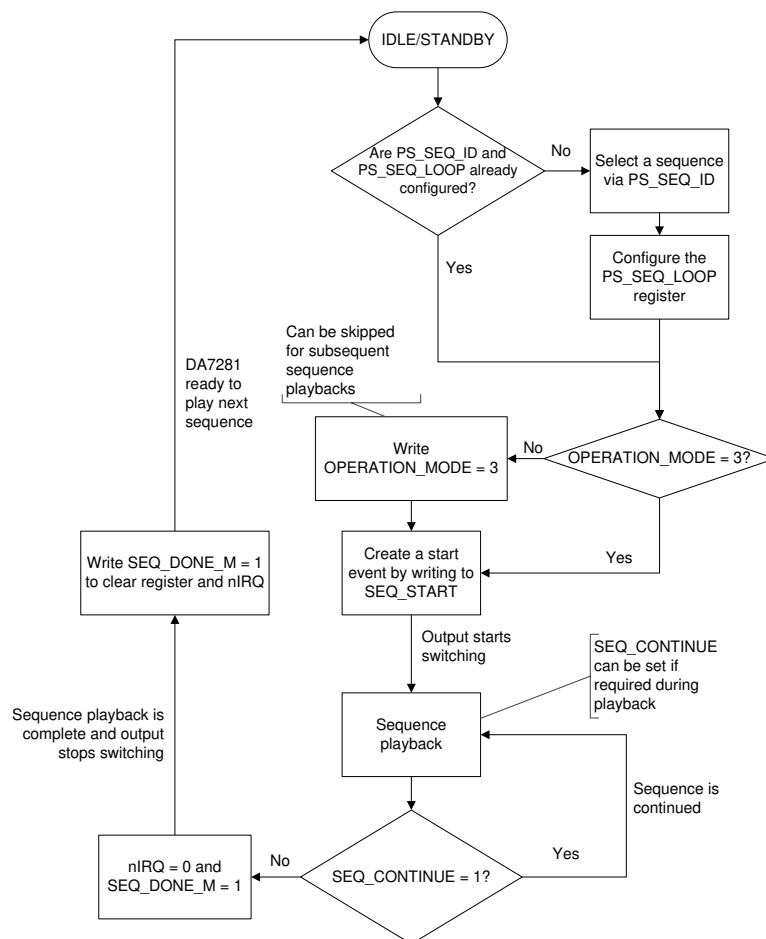 IDLE/STANDBY
Are PS_SEQ_ID and
PS_SEQ_LOOP already
configured?
No
Select a sequence
via PS_SEQ_ID
Yes
Configure the
PS_SEQ_LOOP
register
Can be skipped
for subsequent
sequence
playbacks
DA7281
ready to
play next
sequence
Write
OPERATION_MODE = 3
No
OPERATION_MODE = 3?
Yes
Create a start
event by writing to
SEQ_START
Write SEQ_DONE_M = 1
to clear register and nIRQ
Output starts
switching
SEQ_CONTINUE
can be set if
required during
playback
Sequence
playback
Sequence playback is
complete and output
stops switching
Sequence is
continued
nIRQ = 0 and
SEQ_DONE_M = 1
No
SEQ_CONTINUE = 1?
Yes